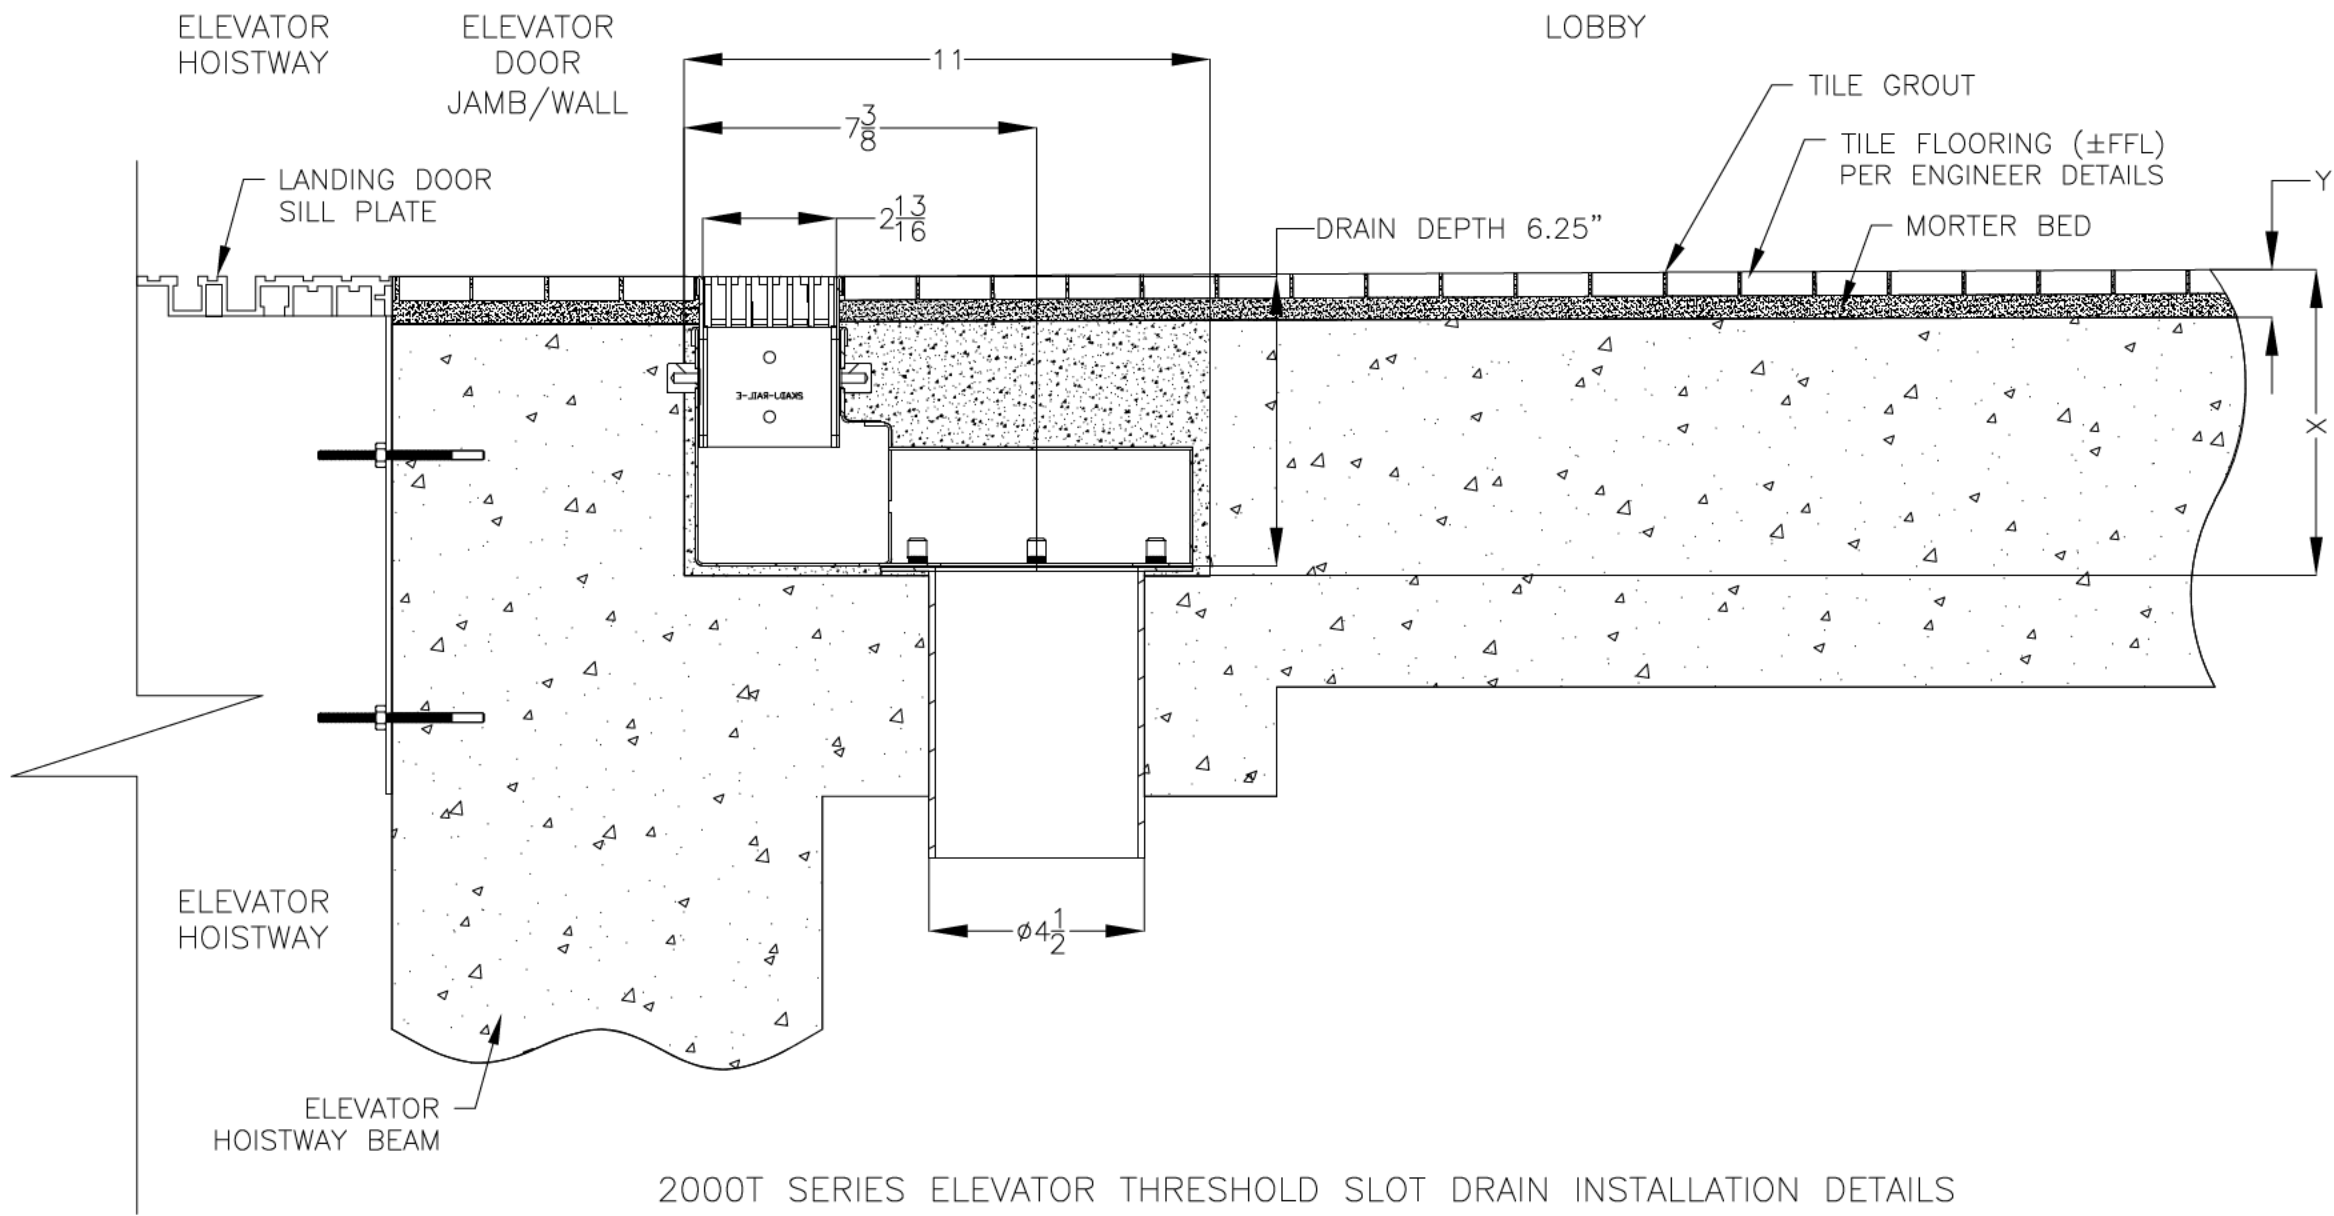 ELEVATOR
HOISTWAY
ELEVATOR
DOOR
JAMB/WALL
LOBBY
11
7 3/8
2 13/16
TILE GROUT
TILE FLOORING (±FFL)
PER ENGINEER DETAILS
Y
LANDING DOOR
SILL PLATE
DRAIN DEPTH 6.25”
MORTER BED
SKADJ-RAIL-E
X
ELEVATOR
HOISTWAY
ø4 1/2
ELEVATOR
HOISTWAY BEAM
2000T SERIES ELEVATOR THRESHOLD SLOT DRAIN INSTALLATION DETAILS